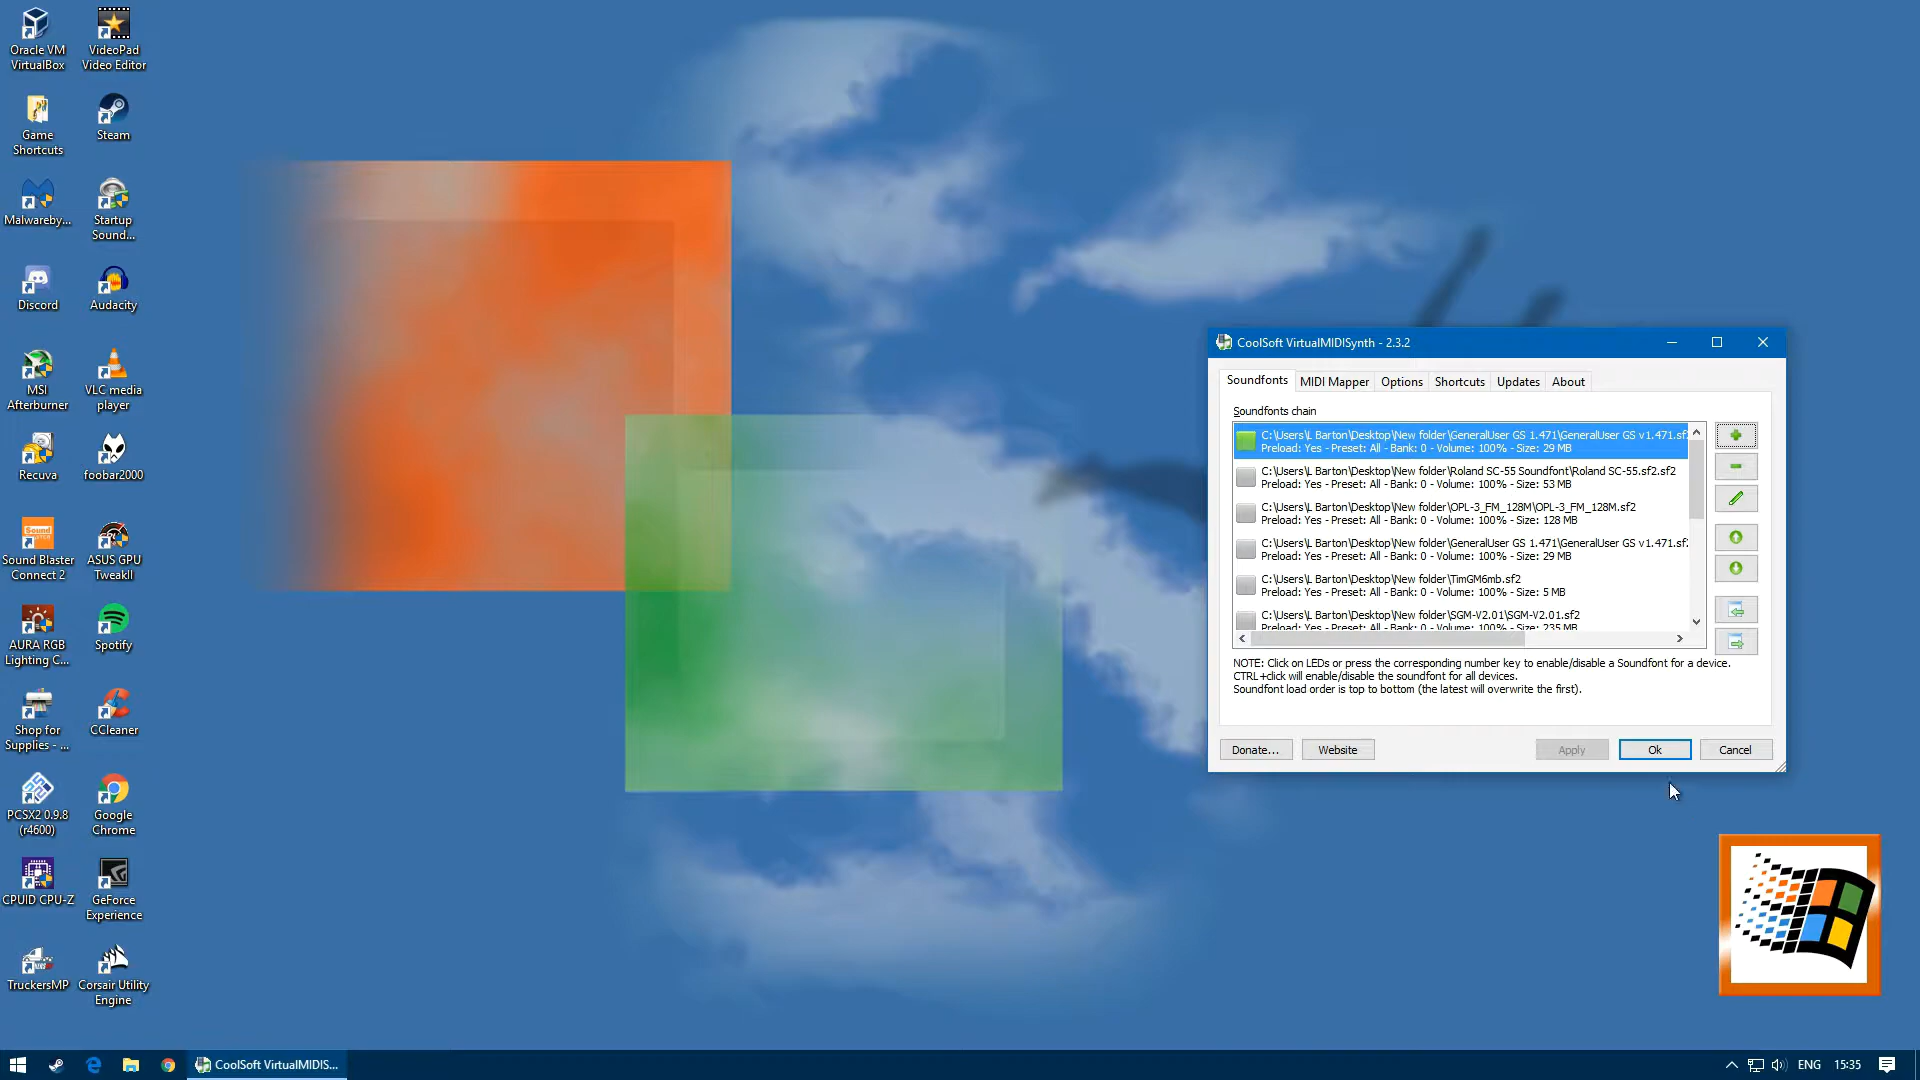 Oracle VM
VirtualBox
VideoPad
Video Editor
Game
Shortcuts
Steam
Malwareby...
Startup
Sound...
Discord
Audacity
MSI
Afterburner
VLC media
player
Recuva
foobar2000
Sound Blaster
Connect 2
ASUS GPU
TweakII
AURA RGB
Lighting C...
Spotify
Shop for
Supplies - ...
CCleaner
PCSX2 0.9.8
(r4600)
Google
Chrome
CPUID CPU-Z
GeForce
Experience
TruckersMP
Corsair Utility
Engine
CoolSoft VirtualMIDISynth - 2.3.2
Soundfonts MIDI Mapper Options Shortcuts Updates About
Soundfonts chain
C:\Users\L Barton\Desktop\New folder\GeneralUser GS 1.471\GeneralUser GS v1.471.sf2
Preload: Yes - Preset: All - Bank: 0 - Volume: 100% - Size: 29 MB
C:\Users\L Barton\Desktop\New folder\Roland SC-55 Soundfont\Roland SC-55.sf2.sf2
Preload: Yes - Preset: All - Bank: 0 - Volume: 100% - Size: 53 MB
C:\Users\L Barton\Desktop\New folder\OPL-3_FM_128M\OPL-3_FM_128M.sf2
Preload: Yes - Preset: All - Bank: 0 - Volume: 100% - Size: 128 MB
C:\Users\L Barton\Desktop\New folder\GeneralUser GS 1.471\GeneralUser GS v1.471.sf2
Preload: Yes - Preset: All - Bank: 0 - Volume: 100% - Size: 29 MB
C:\Users\L Barton\Desktop\New folder\TimGM6mb.sf2
Preload: Yes - Preset: All - Bank: 0 - Volume: 100% - Size: 5 MB
C:\Users\L Barton\Desktop\New folder\SGM-V2.01\SGM-V2.01.sf2
Preload: Yes - Preset: All - Bank: 0 - Volume: 100% - Size: 235 MB
NOTE: Click on LEDs or press the corresponding number key to enable/disable a Soundfont for a device.
CTRL+click will enable/disable the soundfont for all devices.
Soundfont load order is top to bottom (the latest will overwrite the first).
Donate... Website Apply Ok Cancel
CoolSoft VirtualMIDIS...
ENG 15:35